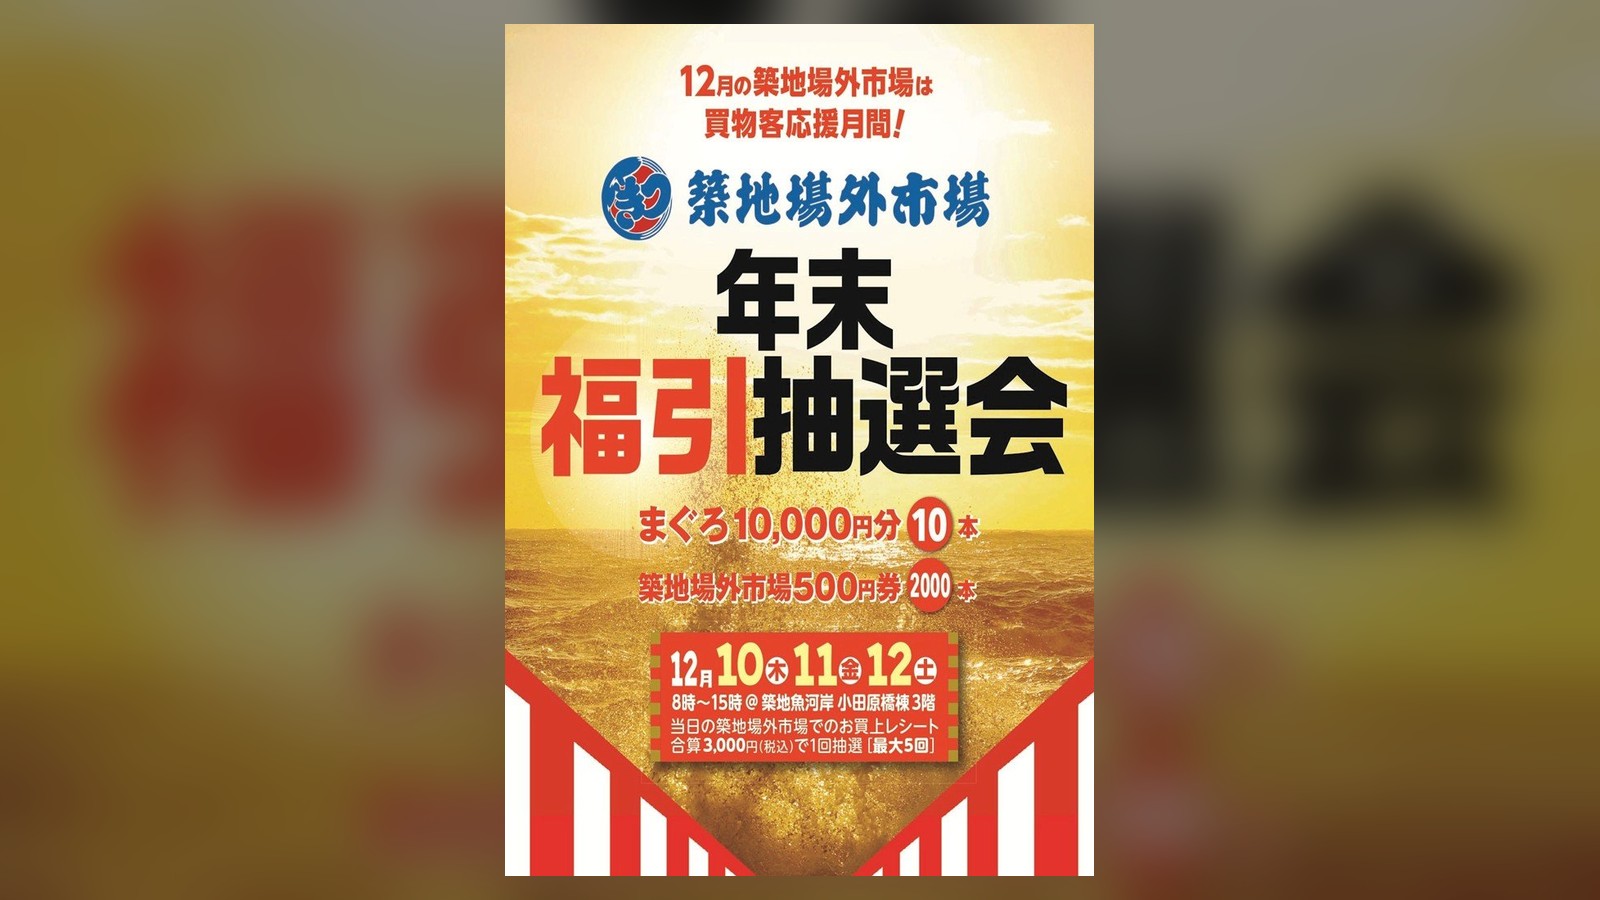 12月の築地場外市場は
買物客応援月間!
築地場外市場
年末
福引抽選会
まぐろ10,000円分 10本
築地場外市場500円券 2000本
12月10木11金12土
8時～15時@築地魚河岸 小田原橋棟3階
当日の築地場外市場でのお買上レシート
合算3,000円(税込)で1回抽選[最大5回]